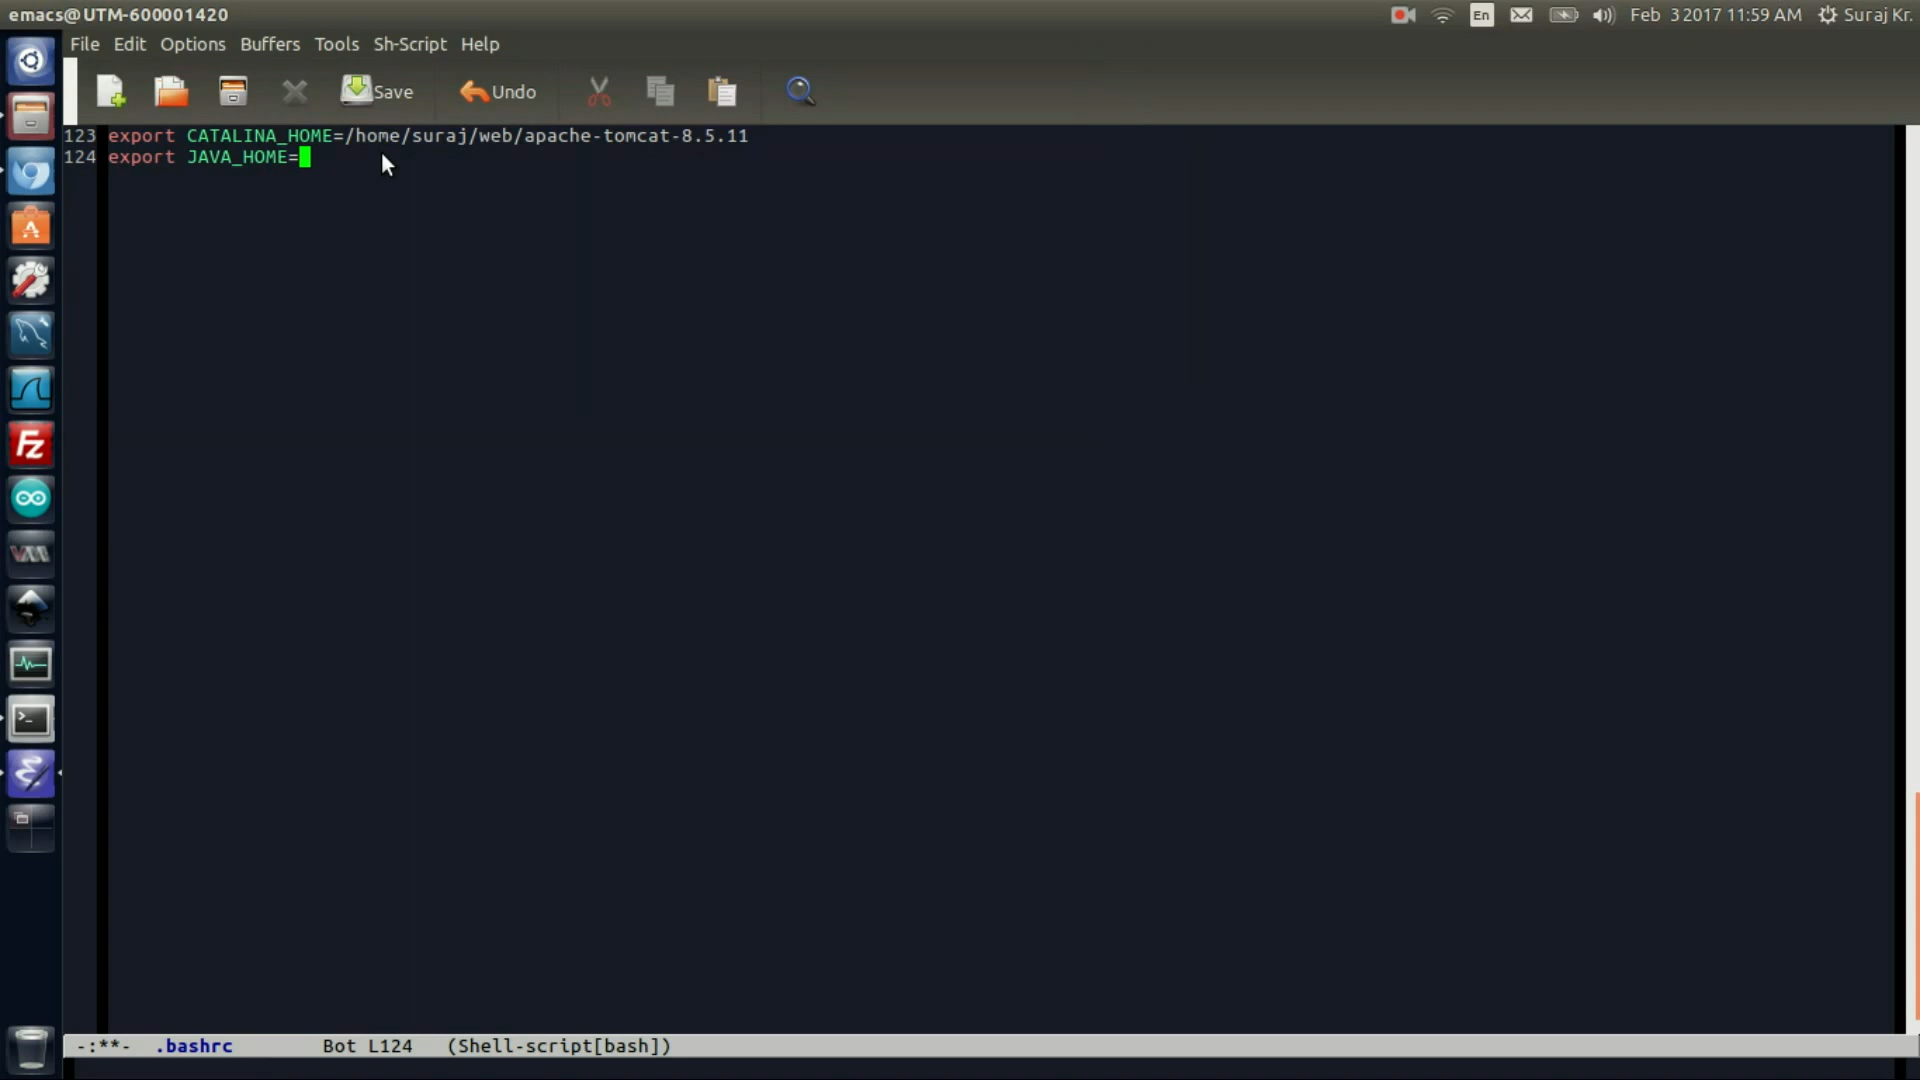 emacs@UTM-600001420
En
Feb 3 2017 11:59 AM
Suraj Kr.
File Edit Options Buffers Tools Sh-Script Help
Save
Undo
123 export CATALINA_HOME=/home/suraj/web/apache-tomcat-8.5.11
124 export JAVA_HOME=
Fz
-:**- .bashrc Bot L124 (Shell-script[bash])